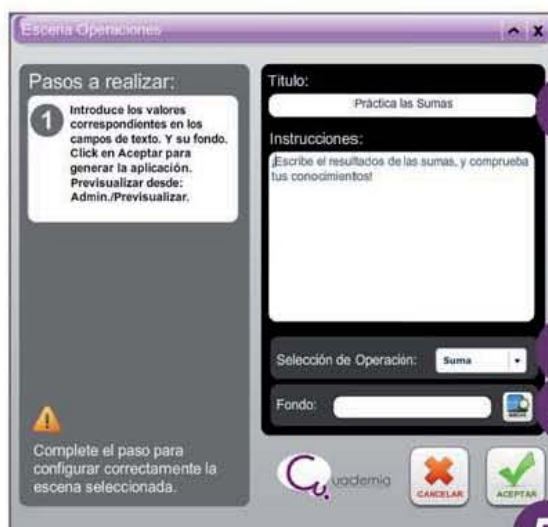 Escena Operaciones
X
Pasos a realizar:
1
Introduce los valores
correspondientes en los
campos de texto. Y su fondo.
Click en Aceptar para
generar la aplicación.
Previsualizar desde:
Admin./Previsualizar.
Complete el paso para
configurar correctamente la
escena seleccionada.
Título:
Práctica las Sumas
Instrucciones:
¡Escribe el resultados de las sumas, y comprueba
tus conocimientos!
Selección de Operación: Suma
Fondo:
Cuadernia
CANCELAR
ACEPTAR